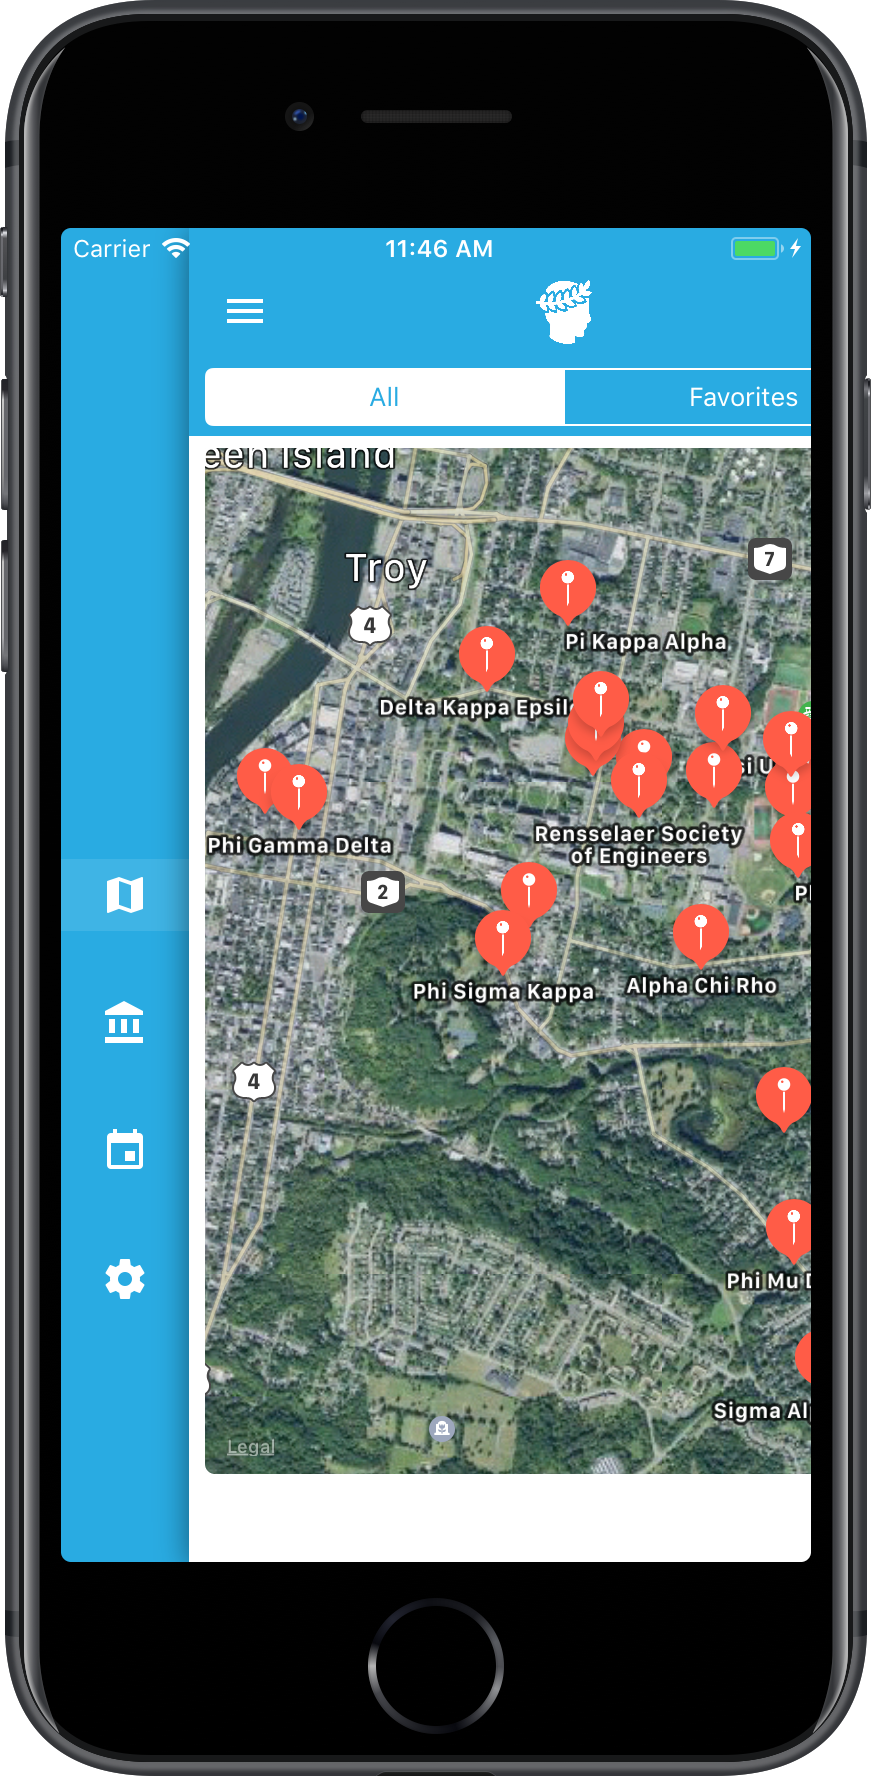 Carrier
11:46 AM
All
Favorites
een Island
Troy
7
4
Pi Kappa Alpha
Delta Kappa Epsil
si U
Rensselaer Society
of Engineers
Phi Gamma Delta
2
Phi Sigma Kappa
Alpha Chi Rho
4
Phi Mu
Sigma Al
Legal